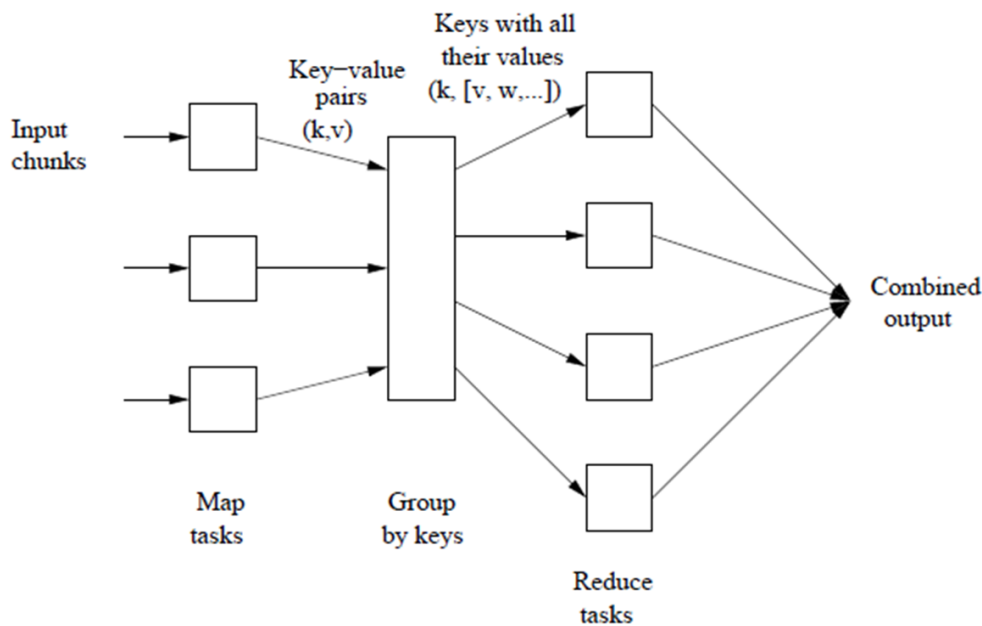 Input
chunks
Key−value
pairs
(k,v)
Keys with all
their values
(k, [v, w,...])
Combined
output
Map
tasks
Group
by keys
Reduce
tasks